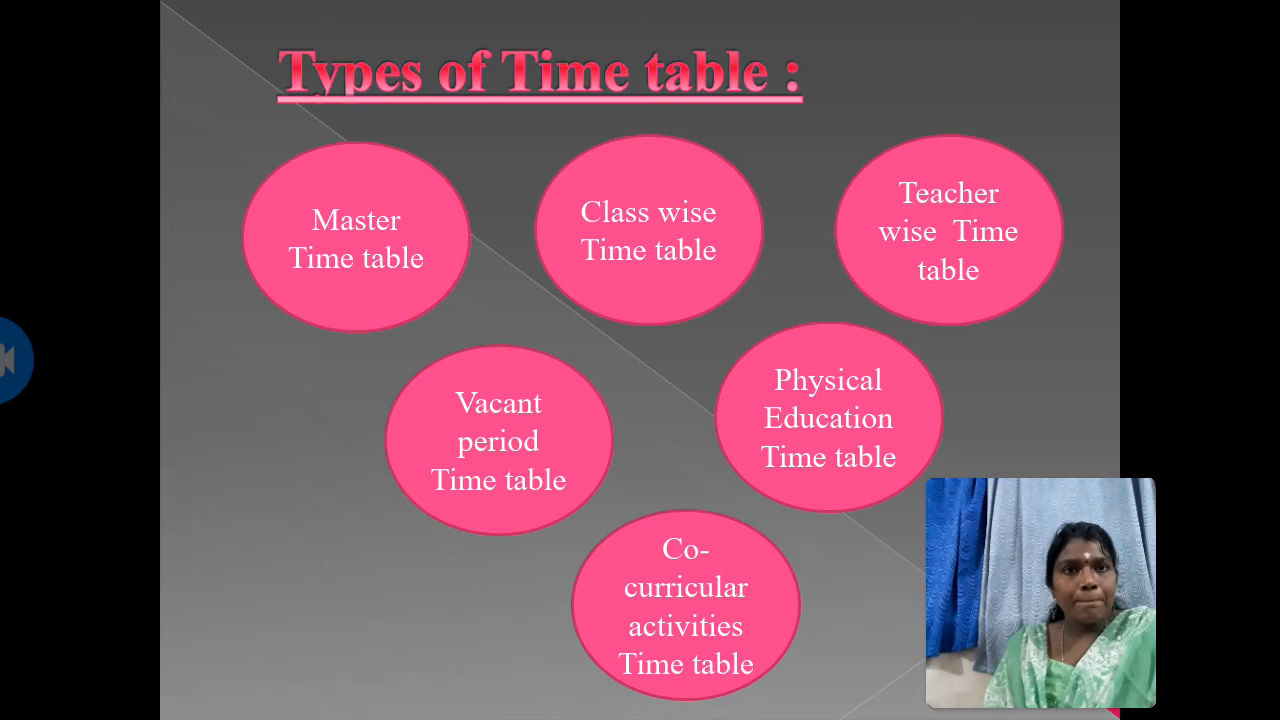 Types of Time table :
Master
Time table
Class wise
Time table
Teacher
wise Time
table
Vacant
period
Time table
Physical
Education
Time table
Co-
curricular
activities
Time table